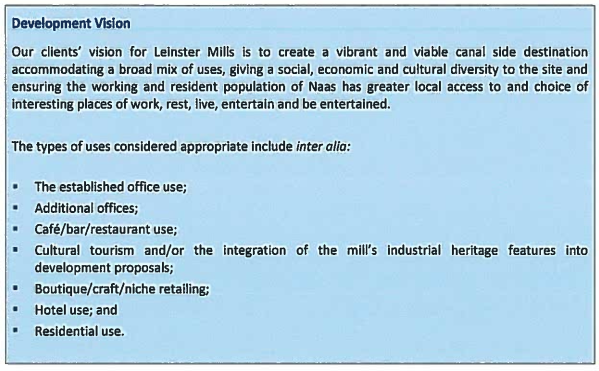 Development Vision
Our clients' vision for Leinster Mills is to create a vibrant and viable canal side destination
accommodating a broad mix of uses, giving a social, economic and cultural diversity to the site and
ensuring the working and resident population of Naas has greater local access to and choice of
interesting places of work, rest, live, entertain and be entertained.
The types of uses considered appropriate include inter alia:
▪ The established office use;
▪ Additional offices;
▪ Café/bar/restaurant use;
▪ Cultural tourism and/or the integration of the mill's industrial heritage features into
development proposals;
▪ Boutique/craft/niche retailing;
▪ Hotel use; and
▪ Residential use.